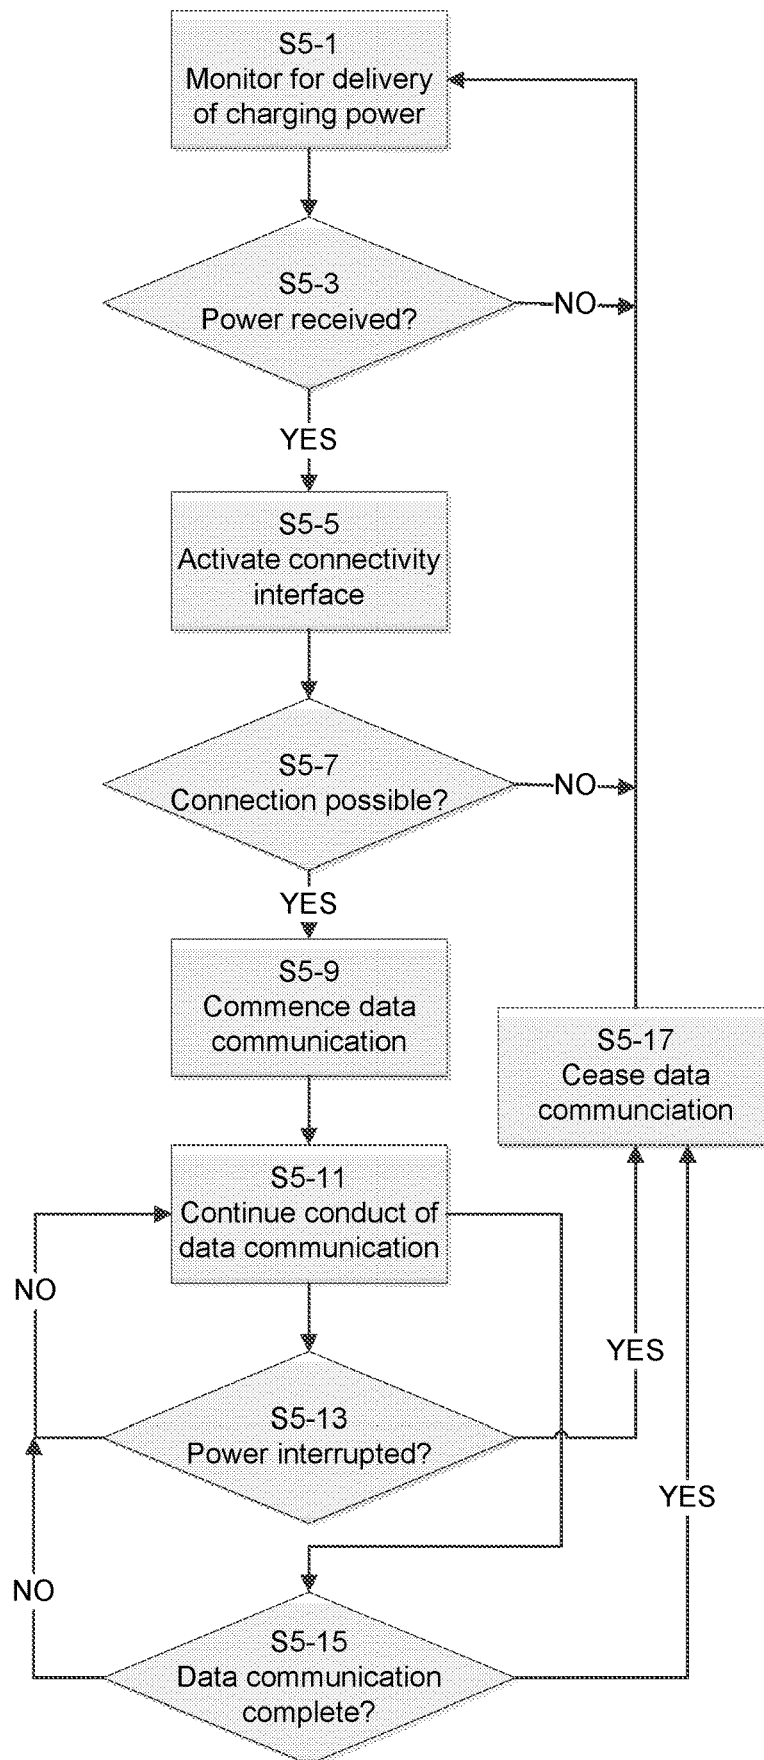 S5-1
Monitor for delivery
of charging power
S5-3
Power received?
NO
YES
S5-5
Activate connectivity
interface
S5-7
Connection possible?
NO
YES
S5-9
Commence data
communication
S5-17
Cease data
communciation
S5-11
Continue conduct of
data communication
NO
YES
S5-13
Power interrupted?
YES
NO
S5-15
Data communication
complete?